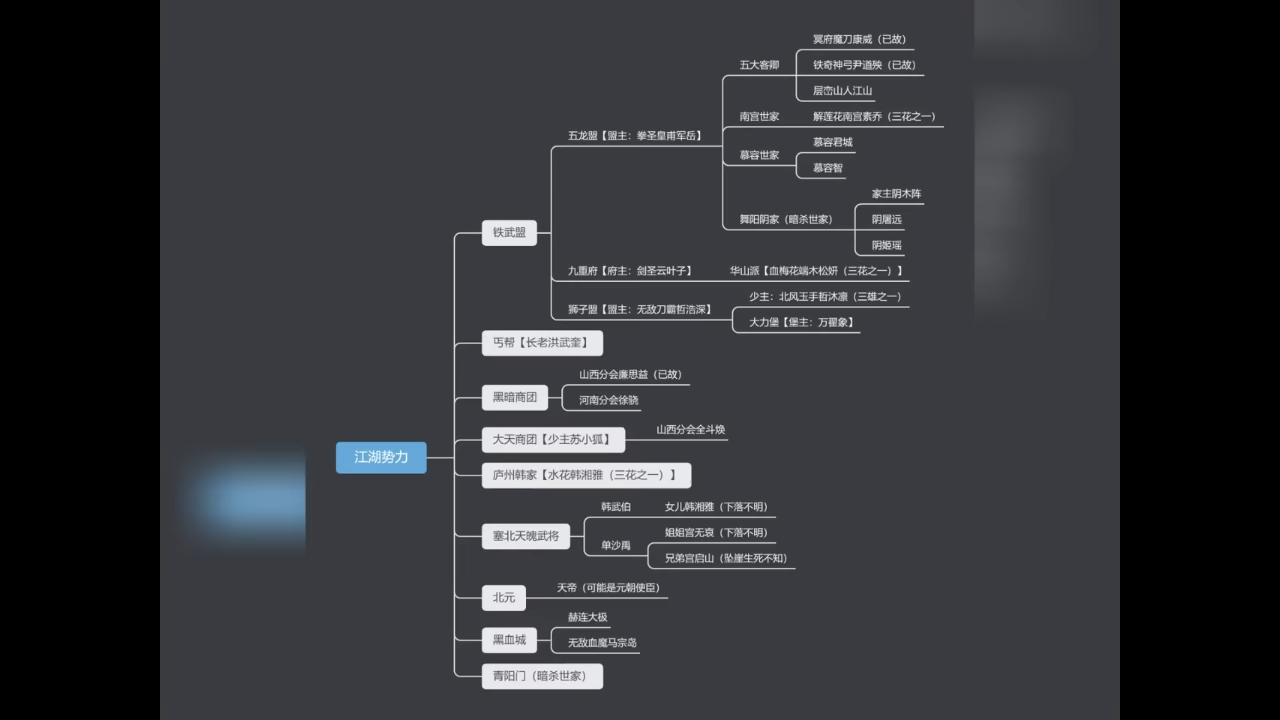 江湖势力
铁武盟
五龙盟【盟主：拳圣皇甫军岳】
五大客卿
冥府魔刀康威（已故）
铁奇神弓尹道殃（已故）
层峦山人江山
南宫世家
解莲花南宫素乔（三花之一）
慕容世家
慕容君城
慕容智
舞阳阴家（暗杀世家）
家主阴木阵
阴屠远
阴姬瑶
九重府【府主：剑圣云叶子】
华山派【血梅花端木松妍（三花之一）】
狮子盟【盟主：无敌刀霸哲浩深】
少主：北风玉手哲沐凛（三雄之一）
大力堡【堡主：万翟象】
丐帮【长老洪武奎】
黑暗商团
山西分会廉思益（已故）
河南分会徐骁
大天商团【少主苏小狐】
山西分会全斗焕
庐州韩家【水花韩湘雅（三花之一）】
塞北天魄武将
韩武伯
女儿韩湘雅（下落不明）
单沙禹
姐姐宫无哀（下落不明）
兄弟宫启山（坠崖生死不知）
北元
天帝（可能是元朝使臣）
黑血城
赫连大极
无敌血魔马宗岛
青阳门（暗杀世家）